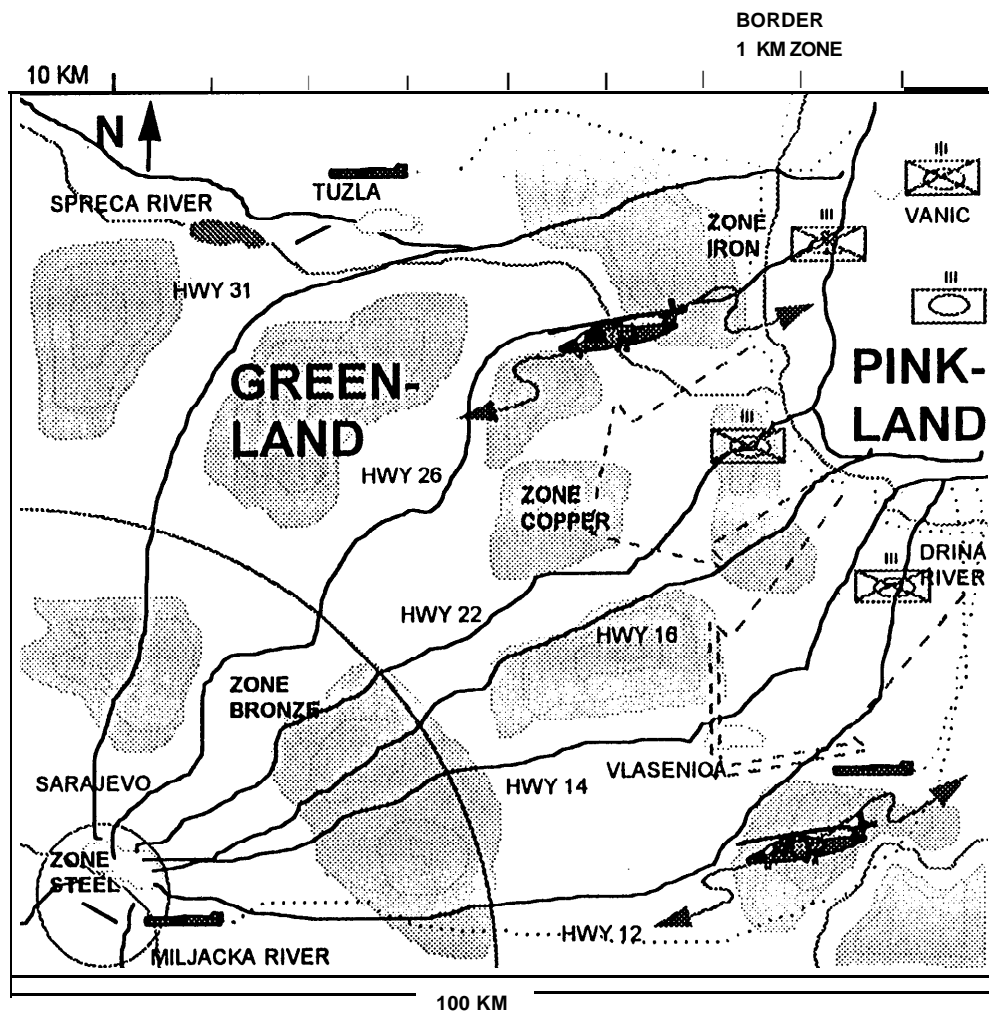 BORDER
1 KM ZONE
10 KM
N
SPRECA RIVER
TUZLA
ZONE
IRON
VANIC
HWY 31
GREEN-
LAND
PINK-
LAND
HWY 26
ZONE
COPPER
DRINA
RIVER
HWY 22
HWY 16
ZONE
BRONZE
SARAJEVO
VLASENICA
HWY 14
ZONE
STEEL
HWY 12
MILJACKA RIVER
100 KM